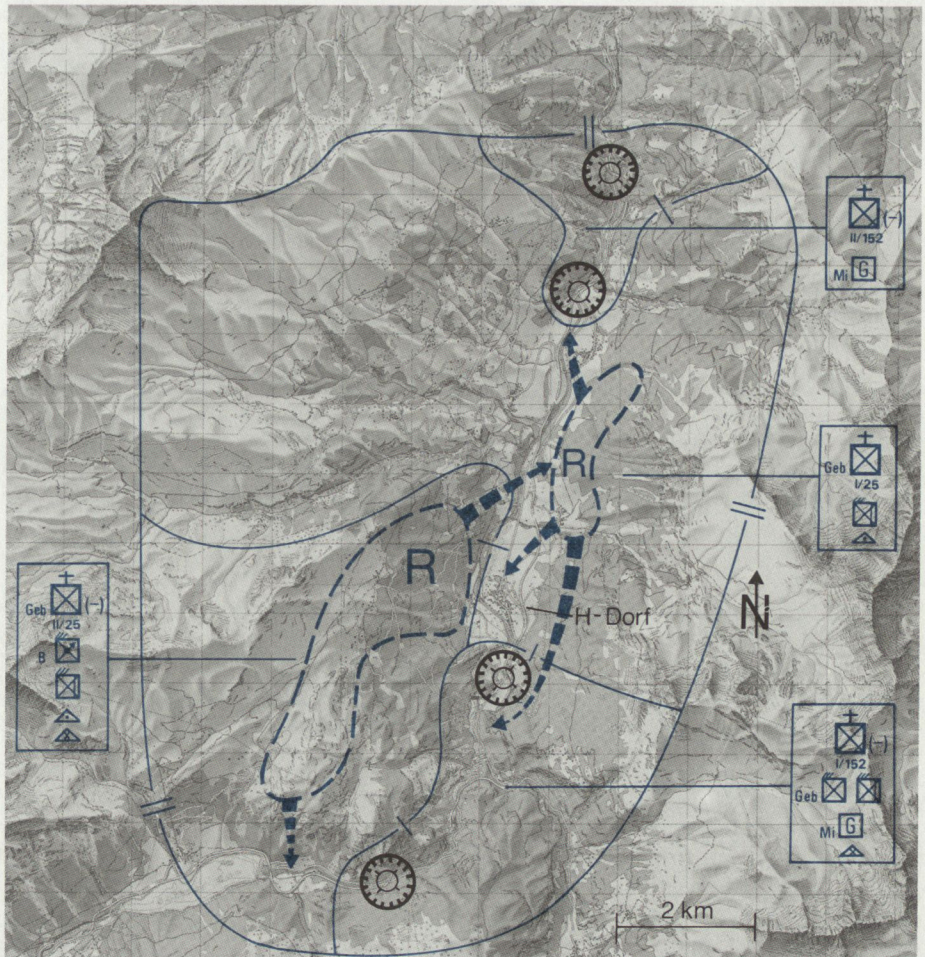 (-)
II/152
Mi G
R
Geb
I/25
R
Geb (-)
II/25
B
H-Dorf
N
(-)
I/152
Geb
Mi G
2 km